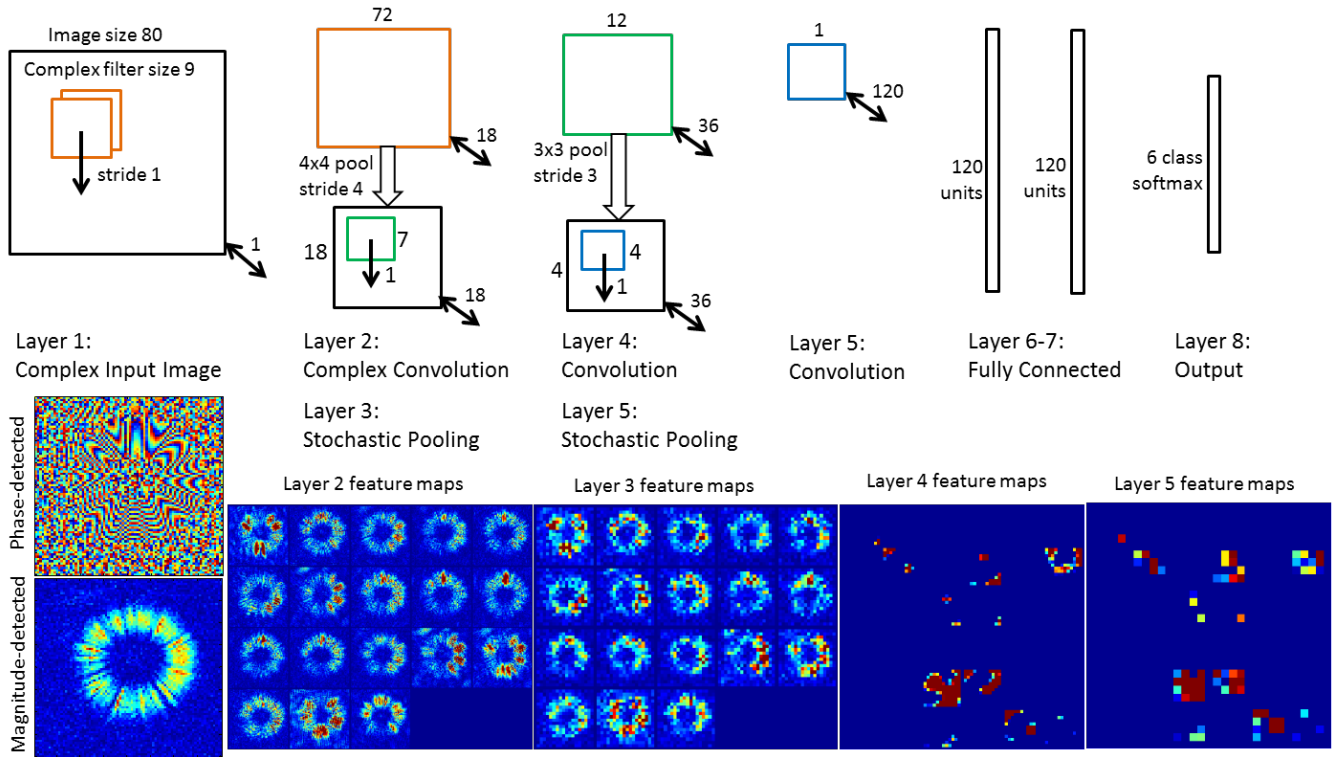 Image size 80
Complex filter size 9
stride 1
1
72
18
4x4 pool
stride 4
18
7
1
18
12
36
3x3 pool
stride 3
4
4
1
36
1
120
120
units
120
units
6 class
softmax
Layer 1:
Complex Input Image
Layer 2:
Complex Convolution
Layer 3:
Stochastic Pooling
Layer 4:
Convolution
Layer 5:
Stochastic Pooling
Layer 5:
Convolution
Layer 6-7:
Fully Connected
Layer 8:
Output
Phase-detected
Magnitude-detected
Layer 2 feature maps
Layer 3 feature maps
Layer 4 feature maps
Layer 5 feature maps